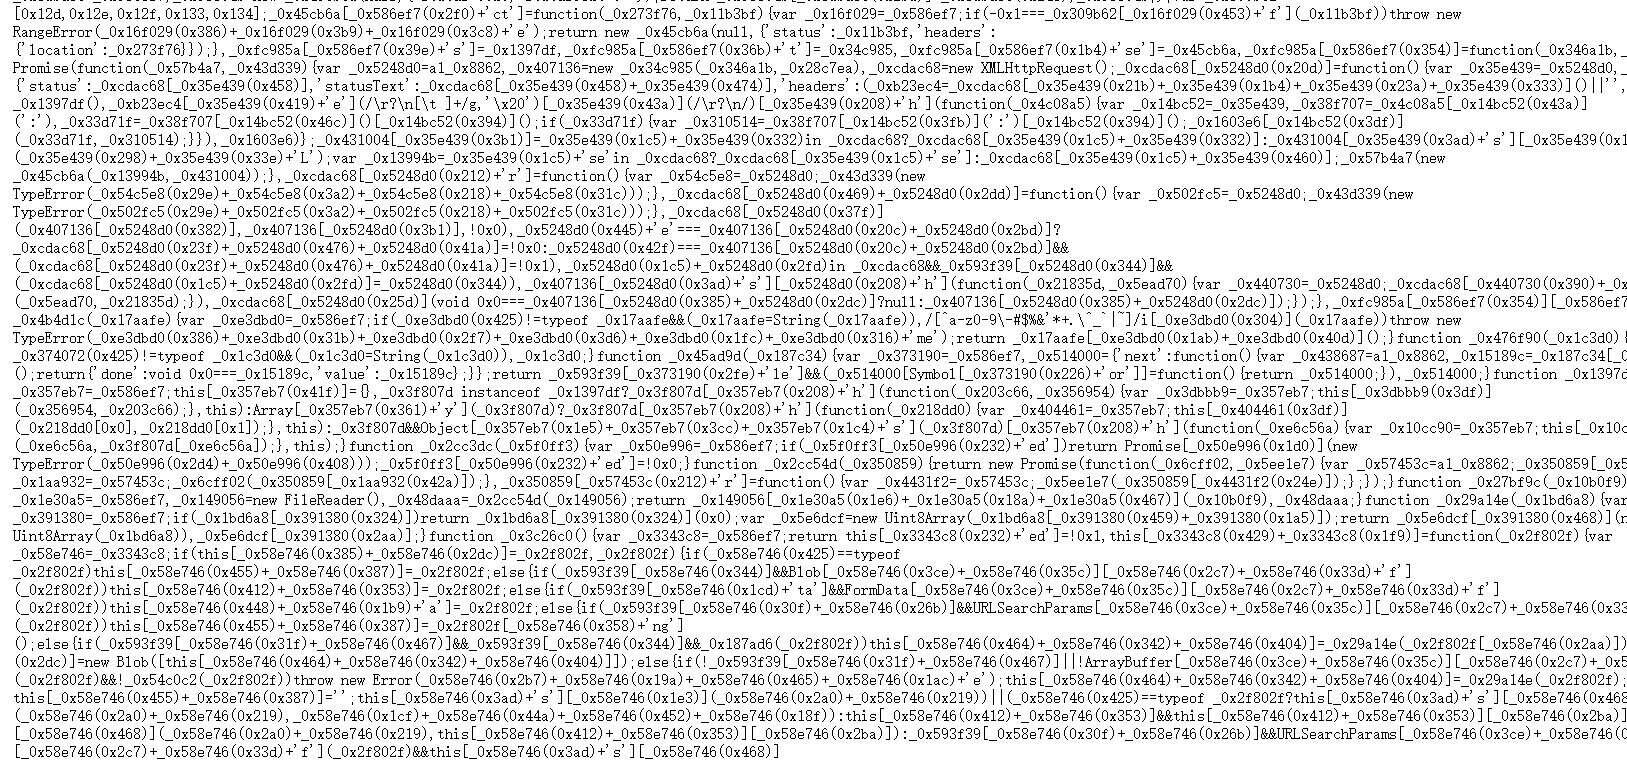 [0x12d,0x12e,0x12f,0x133,0x134];_0x45cb6a[_0x586ef7(0x2f0)+'ct']=function(_0x273f76,_0x11b3bf){var _0x16f029=_0x586ef7;if(-0x1===_0x309b62[_0x16f029(0x453)+'f'](_0x11b3bf))throw new
RangeError(_0x16f029(0x386)+_0x16f029(0x3b9)+_0x16f029(0x3c8)+'e');return new _0x45cb6a(null,{'status':_0x11b3bf,'headers':
{'location':_0x273f76}});},_0xfc985a[_0x586ef7(0x39e)+'s']=_0x1397df,_0xfc985a[_0x586ef7(0x36b)+'t']=_0x34c985,_0xfc985a[_0x586ef7(0x1b4)+'se']=_0x45cb6a,_0xfc985a[_0x586ef7(0x354)]=function(_0x346a1b,
Promise(function(_0x57b4a7,_0x43d339){var _0x5248d0=a1_0x8862,_0x407136=new _0x34c985(_0x346a1b,_0x28c7ea),_0xcdac68=new XMLHttpRequest();_0xcdac68[_0x5248d0(0x20d)]=function(){var _0x35e439=_0x5248d0,
{'status':_0xcdac68[_0x35e439(0x458)],'statusText':_0xcdac68[_0x35e439(0x458)+_0x35e439(0x474)],'headers':(_0xb23ec4=_0xcdac68[_0x35e439(0x21b)+_0x35e439(0x1b4)+_0x35e439(0x23a)+_0x35e439(0x333)]()||'',
_0x1397df(),_0xb23ec4[_0x35e439(0x419)+'e'](/\r?\n[\t ]+/g,'\x20')[_0x35e439(0x43a)](/\r?\n/)[_0x35e439(0x208)+'h'](function(_0x4c08a5){var _0x14bc52=_0x35e439,_0x38f707=_0x4c08a5[_0x14bc52(0x43a)]
(':'),_0x33d71f=_0x38f707[_0x14bc52(0x46c)]()[_0x14bc52(0x394)]();if(_0x33d71f){var _0x310514=_0x38f707[_0x14bc52(0x3fb)](':')[_0x14bc52(0x394)]();_0x1603e6[_0x14bc52(0x3df)]
(_0x33d71f,_0x310514);}}),_0x1603e6)};_0x431004[_0x35e439(0x3b1)]=_0x35e439(0x1c5)+_0x35e439(0x332)in _0xcdac68?_0xcdac68[_0x35e439(0x1c5)+_0x35e439(0x332)]:_0x431004[_0x35e439(0x3ad)+'s'][_0x35e439(0x1
(_0x35e439(0x298)+_0x35e439(0x33e)+'L');var _0x13994b=_0x35e439(0x1c5)+'se'in _0xcdac68?_0xcdac68[_0x35e439(0x1c5)+'se']:_0xcdac68[_0x35e439(0x1c5)+_0x35e439(0x460)];_0x57b4a7(new
_0x45cb6a(_0x13994b,_0x431004));},_0xcdac68[_0x5248d0(0x212)+'r']=function(){var _0x54c5e8=_0x5248d0;_0x43d339(new
TypeError(_0x54c5e8(0x29e)+_0x54c5e8(0x3a2)+_0x54c5e8(0x218)+_0x54c5e8(0x31c)));},_0xcdac68[_0x5248d0(0x469)+_0x5248d0(0x2dd)]=function(){var _0x502fc5=_0x5248d0;_0x43d339(new
TypeError(_0x502fc5(0x29e)+_0x502fc5(0x3a2)+_0x502fc5(0x218)+_0x502fc5(0x31c)));},_0xcdac68[_0x5248d0(0x37f)]
(_0x407136[_0x5248d0(0x382)],_0x407136[_0x5248d0(0x3b1)],!0x0),_0x5248d0(0x445)+'e'===_0x407136[_0x5248d0(0x20c)+_0x5248d0(0x2bd)]?
_0xcdac68[_0x5248d0(0x23f)+_0x5248d0(0x476)+_0x5248d0(0x41a)]=!0x0:_0x5248d0(0x42f)===_0x407136[_0x5248d0(0x20c)+_0x5248d0(0x2bd)]&&
(_0xcdac68[_0x5248d0(0x23f)+_0x5248d0(0x476)+_0x5248d0(0x41a)]=!0x1),_0x5248d0(0x1c5)+_0x5248d0(0x2fd)in _0xcdac68&&_0x593f39[_0x5248d0(0x344)]&&
(_0xcdac68[_0x5248d0(0x1c5)+_0x5248d0(0x2fd)]=_0x5248d0(0x344)),_0x407136[_0x5248d0(0x3ad)+'s'][_0x5248d0(0x208)+'h'](function(_0x21835d,_0x5ead70){var _0x440730=_0x5248d0;_0xcdac68[_0x440730(0x390)+_0x
(_0x5ead70,_0x21835d);}),_0xcdac68[_0x5248d0(0x25d)](void 0x0===_0x407136[_0x5248d0(0x385)+_0x5248d0(0x2dc)]?null:_0x407136[_0x5248d0(0x385)+_0x5248d0(0x2dc)]);});},_0xfc985a[_0x586ef7(0x354)][_0x586ef7
_0x4b4d1c(_0x17aafe){var _0xe3dbd0=_0x586ef7;if(_0xe3dbd0(0x425)!=typeof _0x17aafe&&(_0x17aafe=String(_0x17aafe)),/[^a-z0-9\-#$%&'*+.\^_`|~]/i[_0xe3dbd0(0x304)](_0x17aafe))throw new
TypeError(_0xe3dbd0(0x386)+_0xe3dbd0(0x31b)+_0xe3dbd0(0x2f7)+_0xe3dbd0(0x3d6)+_0xe3dbd0(0x1fc)+_0xe3dbd0(0x316)+'me');return _0x17aafe[_0xe3dbd0(0x1ab)+_0xe3dbd0(0x40d)]();}function _0x476f90(_0x1c3d0){
_0x374072(0x425)!=typeof _0x1c3d0&&(_0x1c3d0=String(_0x1c3d0)),_0x1c3d0;}function _0x45ad9d(_0x187c34){var _0x373190=_0x586ef7,_0x514000={'next':function(){var _0x438687=a1_0x8862,_0x15189c=_0x187c34[_0
();return{'done':void 0x0===_0x15189c,'value':_0x15189c};}};return _0x593f39[_0x373190(0x2fe)+'le']&&(_0x514000[Symbol[_0x373190(0x226)+'or']]=function(){return _0x514000;}),_0x514000;}function _0x1397d
_0x357eb7=_0x586ef7;this[_0x357eb7(0x41f)]={},_0x3f807d instanceof _0x1397df?_0x3f807d[_0x357eb7(0x208)+'h'](function(_0x203c66,_0x356954){var _0x3dbbb9=_0x357eb7;this[_0x3dbbb9(0x3df)]
(_0x356954,_0x203c66);},this):Array[_0x357eb7(0x361)+'y'](_0x3f807d)?_0x3f807d[_0x357eb7(0x208)+'h'](function(_0x218dd0){var _0x404461=_0x357eb7;this[_0x404461(0x3df)]
(_0x218dd0[0x0],_0x218dd0[0x1]);},this):_0x3f807d&&Object[_0x357eb7(0x1e5)+_0x357eb7(0x3cc)+_0x357eb7(0x1c4)+'s'](_0x3f807d)[_0x357eb7(0x208)+'h'](function(_0xe6c56a){var _0x10cc90=_0x357eb7;this[_0x10c
(_0xe6c56a,_0x3f807d[_0xe6c56a]);},this);}function _0x2cc3dc(_0x5f0ff3){var _0x50e996=_0x586ef7;if(_0x5f0ff3[_0x50e996(0x232)+'ed'])return Promise[_0x50e996(0x1d0)](new
TypeError(_0x50e996(0x2d4)+_0x50e996(0x408)));_0x5f0ff3[_0x50e996(0x232)+'ed']=!0x0;}function _0x2cc54d(_0x350859){return new Promise(function(_0x6cff02,_0x5ee1e7){var _0x57453c=a1_0x8862;_0x350859[_0x5
_0x1aa932=_0x57453c;_0x6cff02(_0x350859[_0x1aa932(0x42a)]);},_0x350859[_0x57453c(0x212)+'r']=function(){var _0x4431f2=_0x57453c;_0x5ee1e7(_0x350859[_0x4431f2(0x24e)]);};});}function _0x27bf9c(_0x10b0f9)
_0x1e30a5=_0x586ef7,_0x149056=new FileReader(),_0x48daaa=_0x2cc54d(_0x149056);return _0x149056[_0x1e30a5(0x1e6)+_0x1e30a5(0x18a)+_0x1e30a5(0x467)](_0x10b0f9),_0x48daaa;}function _0x29a14e(_0x1bd6a8){var
_0x391380=_0x586ef7;if(_0x1bd6a8[_0x391380(0x324)])return _0x1bd6a8[_0x391380(0x324)](0x0);var _0x5e6dcf=new Uint8Array(_0x1bd6a8[_0x391380(0x459)+_0x391380(0x1a5)]);return _0x5e6dcf[_0x391380(0x468)](n
Uint8Array(_0x1bd6a8)),_0x5e6dcf[_0x391380(0x2aa)];}function _0x3c26c0(){var _0x3343c8=_0x586ef7;return this[_0x3343c8(0x232)+'ed']=!0x1,this[_0x3343c8(0x429)+_0x3343c8(0x1f9)]=function(_0x2f802f){var
_0x58e746=_0x3343c8;if(this[_0x58e746(0x385)+_0x58e746(0x2dc)]=_0x2f802f,_0x2f802f){if(_0x58e746(0x425)==typeof
_0x2f802f)this[_0x58e746(0x455)+_0x58e746(0x387)]=_0x2f802f;else{if(_0x593f39[_0x58e746(0x344)]&&Blob[_0x58e746(0x3ce)+_0x58e746(0x35c)][_0x58e746(0x2c7)+_0x58e746(0x33d)+'f']
(_0x2f802f))this[_0x58e746(0x412)+_0x58e746(0x353)]=_0x2f802f;else{if(_0x593f39[_0x58e746(0x1cd)+'ta']&&FormData[_0x58e746(0x3ce)+_0x58e746(0x35c)][_0x58e746(0x2c7)+_0x58e746(0x33d)+'f']
(_0x2f802f))this[_0x58e746(0x448)+_0x58e746(0x1b9)+'a']=_0x2f802f;else{if(_0x593f39[_0x58e746(0x30f)+_0x58e746(0x26b)]&&URLSearchParams[_0x58e746(0x3ce)+_0x58e746(0x35c)][_0x58e746(0x2c7)+_0x58e746(0x33
(_0x2f802f))this[_0x58e746(0x455)+_0x58e746(0x387)]=_0x2f802f[_0x58e746(0x358)+'ng']
();else{if(_0x593f39[_0x58e746(0x31f)+_0x58e746(0x467)]&&_0x593f39[_0x58e746(0x344)]&&_0x187ad6(_0x2f802f))this[_0x58e746(0x464)+_0x58e746(0x342)+_0x58e746(0x404)]=_0x29a14e(_0x2f802f[_0x58e746(0x2aa)])
(0x2dc)]=new Blob([this[_0x58e746(0x464)+_0x58e746(0x342)+_0x58e746(0x404)]]);else{if(!_0x593f39[_0x58e746(0x31f)+_0x58e746(0x467)]||!ArrayBuffer[_0x58e746(0x3ce)+_0x58e746(0x35c)][_0x58e746(0x2c7)+_0x5
(_0x2f802f)&&!_0x54c0c2(_0x2f802f))throw new Error(_0x58e746(0x2b7)+_0x58e746(0x19a)+_0x58e746(0x465)+_0x58e746(0x1ac)+'e');this[_0x58e746(0x464)+_0x58e746(0x342)+_0x58e746(0x404)]=_0x29a14e(_0x2f802f);
this[_0x58e746(0x455)+_0x58e746(0x387)]='';this[_0x58e746(0x3ad)+'s'][_0x58e746(0x1e3)](_0x58e746(0x2a0)+_0x58e746(0x219))||(_0x58e746(0x425)==typeof _0x2f802f?this[_0x58e746(0x3ad)+'s'][_0x58e746(0x468
(_0x58e746(0x2a0)+_0x58e746(0x219),_0x58e746(0x1cf)+_0x58e746(0x44a)+_0x58e746(0x452)+_0x58e746(0x18f)):this[_0x58e746(0x412)+_0x58e746(0x353)]&&this[_0x58e746(0x412)+_0x58e746(0x353)][_0x58e746(0x2ba)]
[_0x58e746(0x468)](_0x58e746(0x2a0)+_0x58e746(0x219),this[_0x58e746(0x412)+_0x58e746(0x353)][_0x58e746(0x2ba)]):_0x593f39[_0x58e746(0x30f)+_0x58e746(0x26b)]&&URLSearchParams[_0x58e746(0x3ce)+_0x58e746(0
[_0x58e746(0x2c7)+_0x58e746(0x33d)+'f'](_0x2f802f)&&this[_0x58e746(0x3ad)+'s'][_0x58e746(0x468)]